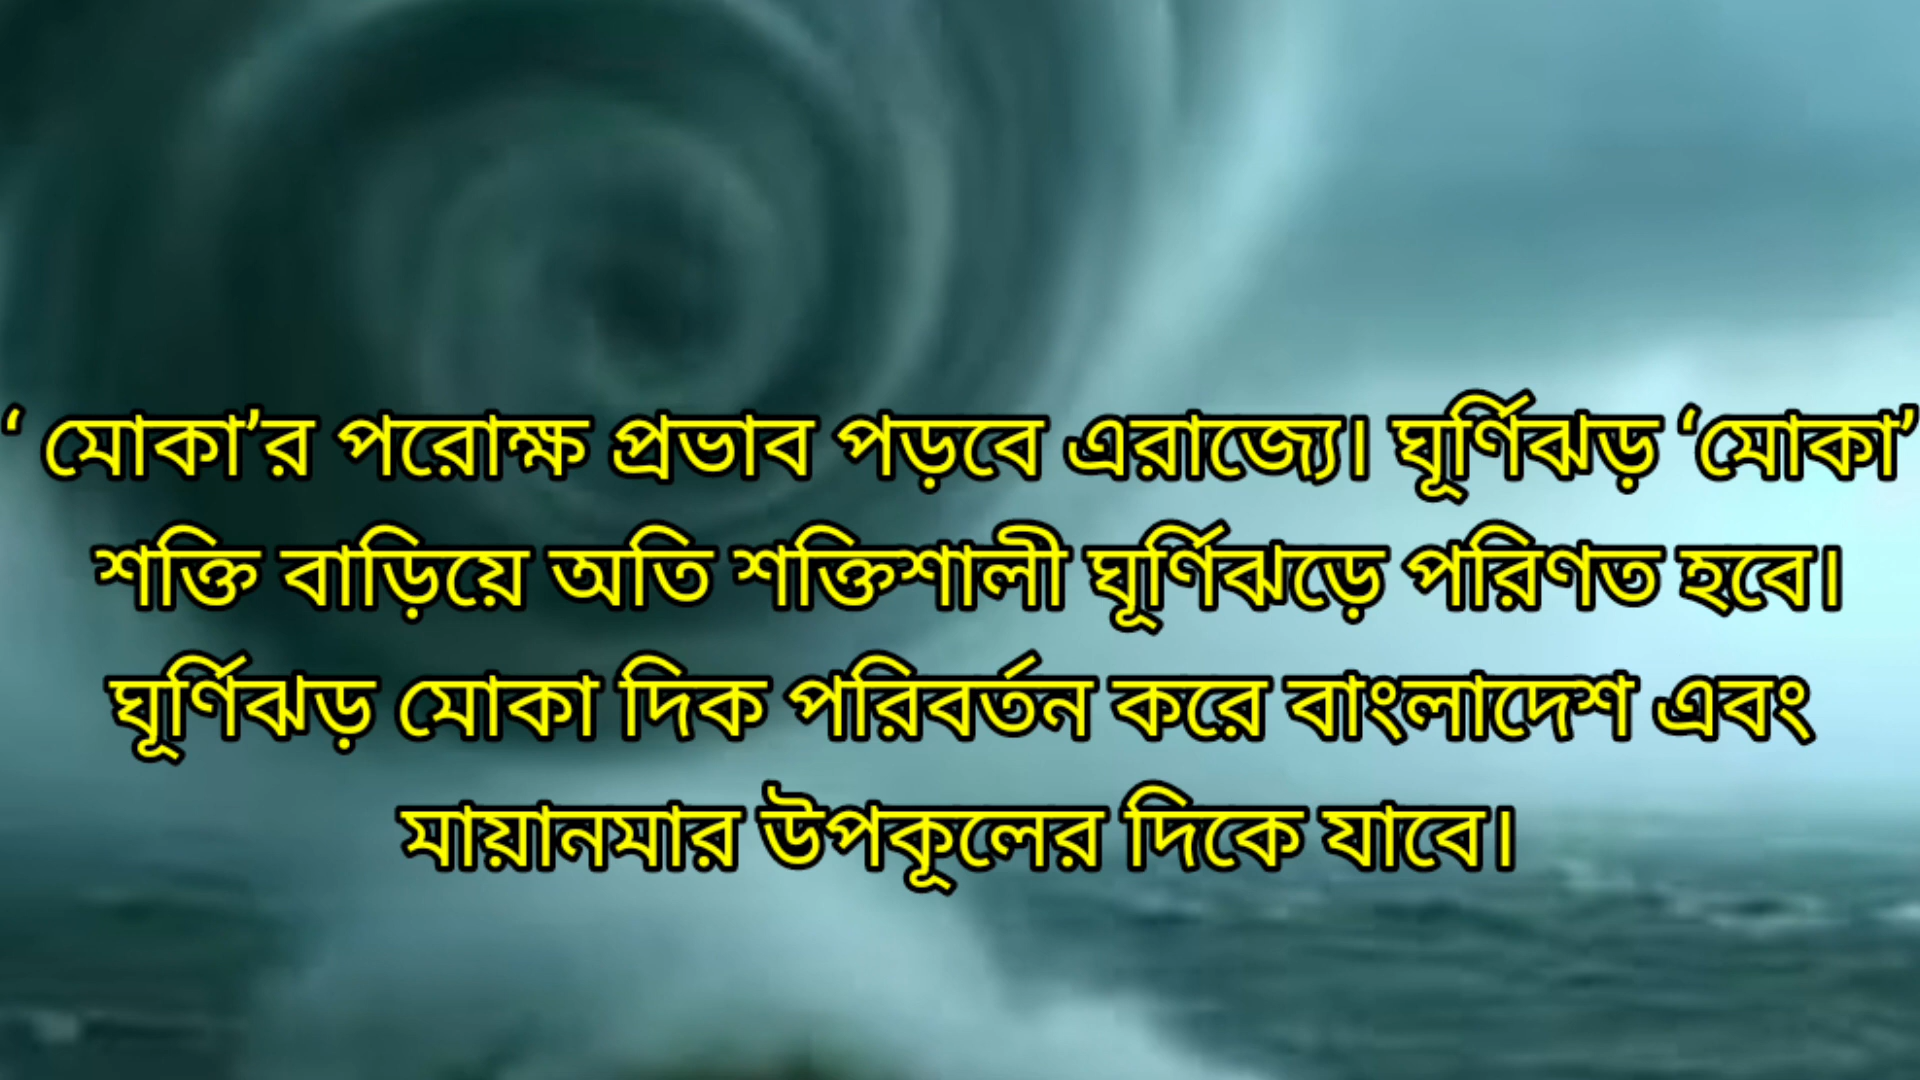 ‘ মোকা’র পরোক্ষ প্রভাব পড়বে এরাজ্যে। ঘূর্ণিঝড় ‘মোকা’
শক্তি বাড়িয়ে অতি শক্তিশালী ঘূর্ণিঝড়ে পরিণত হবে।
ঘূর্ণিঝড় মোকা দিক পরিবর্তন করে বাংলাদেশ এবং
মায়ানমার উপকূলের দিকে যাবে।